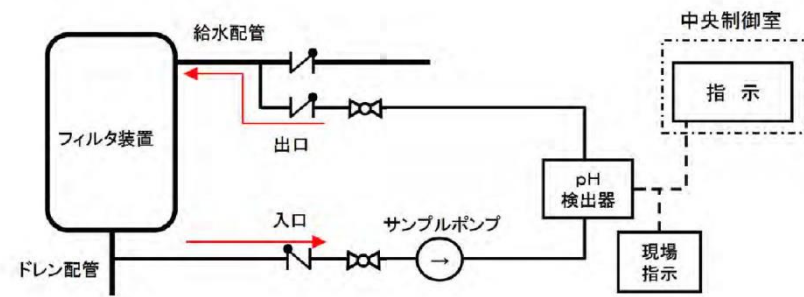 中央制御室
給水配管
指 示
フィルタ装置
出口
pH
検出器
入口
サンプルポンプ
→
現場
指示
ドレン配管